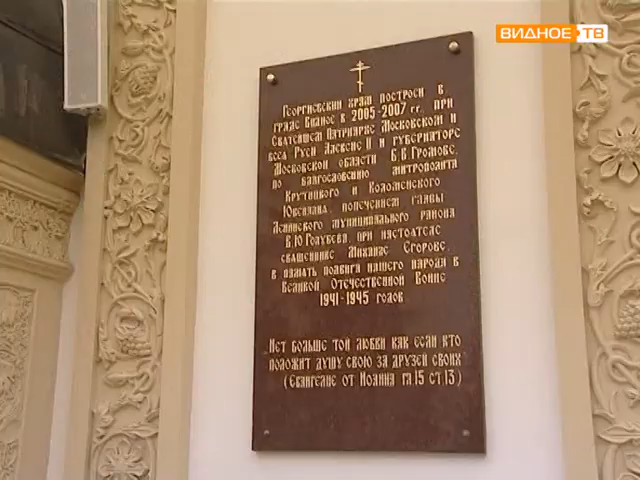 ВИДНОЕ ТВ
Георгиевский храм построен в
граде Видное в 2005-2007 гг. при
Святейшем Патриархе Московском и
всея Руси Алексие II и губернаторе
Московской области Б.В. Громове,
по благословению митрополита
Крутицкого и Коломенского
Ювеналия, попечением главы
Ленинского муниципального района
В.Ю. Голубева, при настоятеле
священнике Михаиле Егорове,
в память подвига нашего народа в
Великой Отечественной Войне
1941-1945 годов
Нет больше той любви как если кто
положит душу свою за друзей своих
(Евангелие от Иоанна гл.15 ст.13)